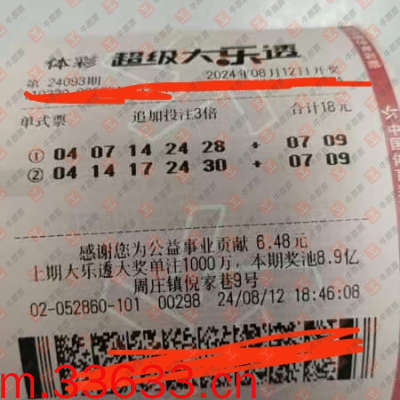 体彩 超级大乐透
第 24093期 2024年08月12日开奖
单式票 追加投注3倍 合计18元
① 04 07 14 24 28 + 07 09
② 04 14 17 24 30 + 07 09
感谢您为公益事业贡献 6.48元
上期大乐透大奖单注1000万，本期奖池8.9亿
周庄镇倪家巷9号
02-052860-101 00298 24/08/12 18:46:08
m.33633.cn